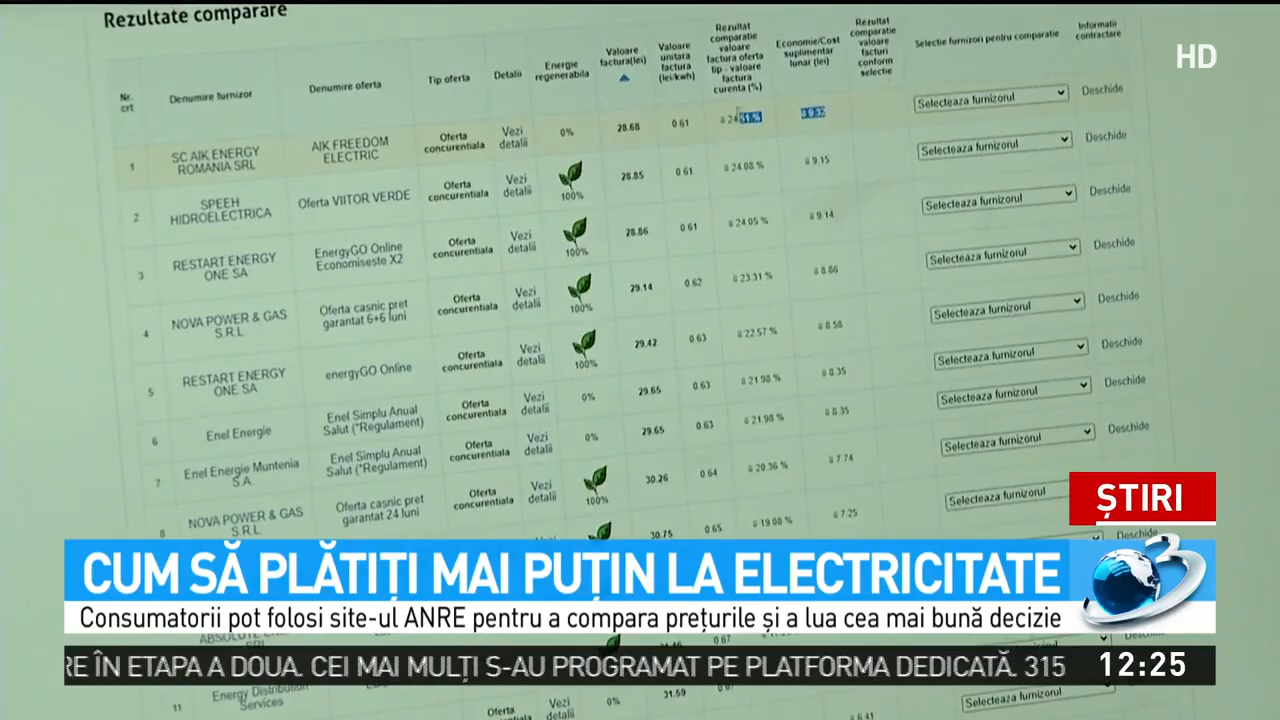 Rezultate comparare
HD
Nr. crt
Denumire furnizor
Denumire oferta
Tip oferta
Detalii
Energie regenerabila
Valoare factura(lei)
Valoare unitara factura (lei/kwh)
Rezultat comparatie valoare factura oferta tip - valoare factura curenta (%)
Economie/Cost suplimentar lunar (lei)
Rezultat comparatie valoare facturi conform selectie
Selectie furnizori pentru comparatie
Informatii contractare
1 SC AIK ENERGY ROMANIA SRL AIK FREEDOM ELECTRIC Oferta concurentiala Vezi detalii 0% 28.68 0.61 Selecteaza furnizorul Deschide
2 SPEEH HIDROELECTRICA Oferta VIITOR VERDE Oferta concurentiala Vezi detalii 100% 28.85 0.61 24.08 % 9.15 Selecteaza furnizorul Deschide
3 RESTART ENERGY ONE SA EnergyGO Online Economiseste X2 Oferta concurentiala Vezi detalii 100% 28.86 0.61 24.05 % 9.14 Selecteaza furnizorul Deschide
4 NOVA POWER & GAS S.R.L Oferta casnic pret garantat 6+6 luni Oferta concurentiala Vezi detalii 100% 29.14 0.62 23.31 % 8.86 Selecteaza furnizorul Deschide
5 RESTART ENERGY ONE SA energyGO Online Oferta concurentiala Vezi detalii 100% 29.42 0.63 22.57 % 8.58 Selecteaza furnizorul Deschide
6 Enel Energie Enel Simplu Anual Salut (*Regulament) Oferta concurentiala Vezi detalii 0% 29.65 0.63 21.98 % 8.35 Selecteaza furnizorul Deschide
7 Enel Energie Muntenia S.A. Enel Simplu Anual Salut (*Regulament) Oferta concurentiala Vezi detalii 0% 29.65 0.63 21.98 % 8.35 Selecteaza furnizorul Deschide
8 NOVA POWER & GAS S.R.L Oferta casnic pret garantat 24 luni Oferta concurentiala Vezi detalii 100% 30.26 0.64 20.36 % 7.74 Selecteaza furnizorul Deschide
30.75 0.65 19.08 % 7.25 Selecteaza furnizorul Deschide
ȘTIRI
CUM SĂ PLĂTIȚI MAI PUȚIN LA ELECTRICITATE
3
Consumatorii pot folosi site-ul ANRE pentru a compara prețurile și a lua cea mai bună decizie
RE ÎN ETAPA A DOUA. CEI MAI MULȚI S-AU PROGRAMAT PE PLATFORMA DEDICATĂ. 315
12:25
11 Energy Distribution Services Oferta Vezi detalii 0% 31.59 6.41 Selecteaza furnizorul